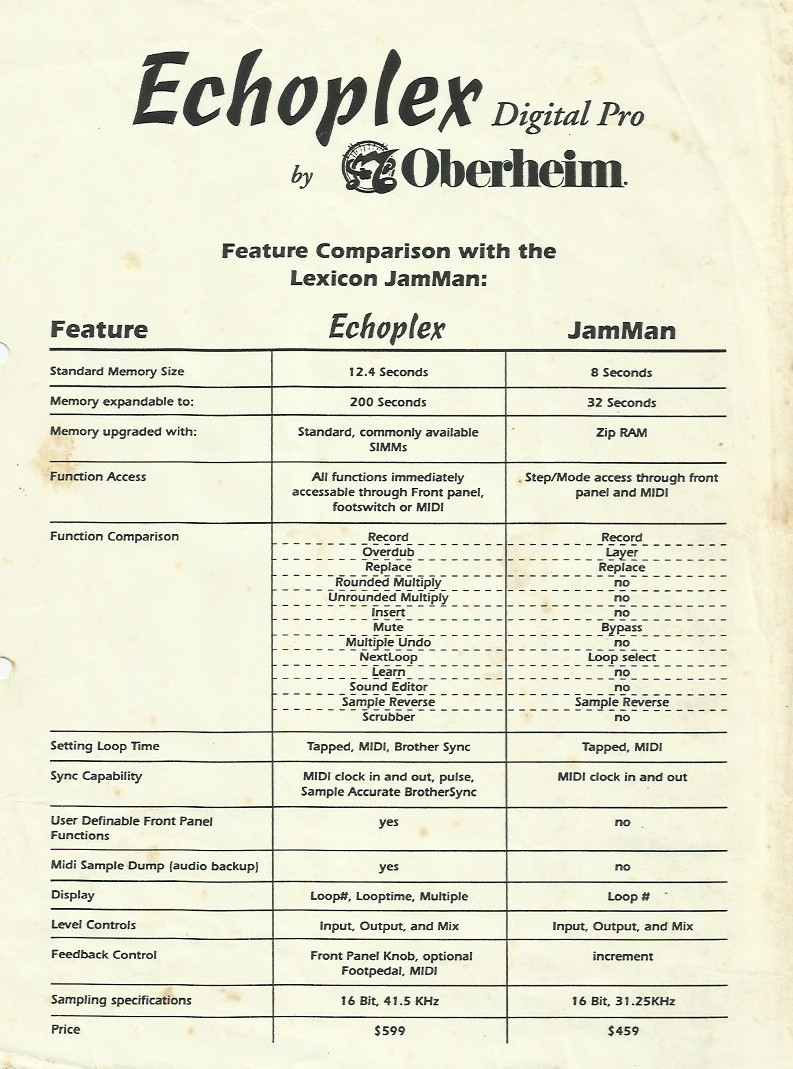 Echoplex Digital Pro
by Oberheim.
Feature Comparison with the
Lexicon JamMan:
Feature Echoplex JamMan
Standard Memory Size 12.4 Seconds 8 Seconds
Memory expandable to: 200 Seconds 32 Seconds
Memory upgraded with: Standard, commonly available Zip RAM
SIMMs
Function Access All functions immediately Step/Mode access through front
accessable through Front panel, panel and MIDI
footswitch or MIDI
Function Comparison Record Record
Overdub Layer
Replace Replace
Rounded Multiply no
Unrounded Multiply no
Insert no
Mute Bypass
Multiple Undo no
NextLoop Loop select
Learn no
Sound Editor no
Sample Reverse Sample Reverse
Scrubber no
Setting Loop Time Tapped, MIDI, Brother Sync Tapped, MIDI
Sync Capability MIDI clock in and out, pulse, MIDI clock in and out
Sample Accurate BrotherSync
User Definable Front Panel yes no
Functions
Midi Sample Dump (audio backup) yes no
Display Loop#, Looptime, Multiple Loop #
Level Controls Input, Output, and Mix Input, Output, and Mix
Feedback Control Front Panel Knob, optional increment
Footpedal, MIDI
Sampling specifications 16 Bit, 41.5 KHz 16 Bit, 31.25KHz
Price $599 $459